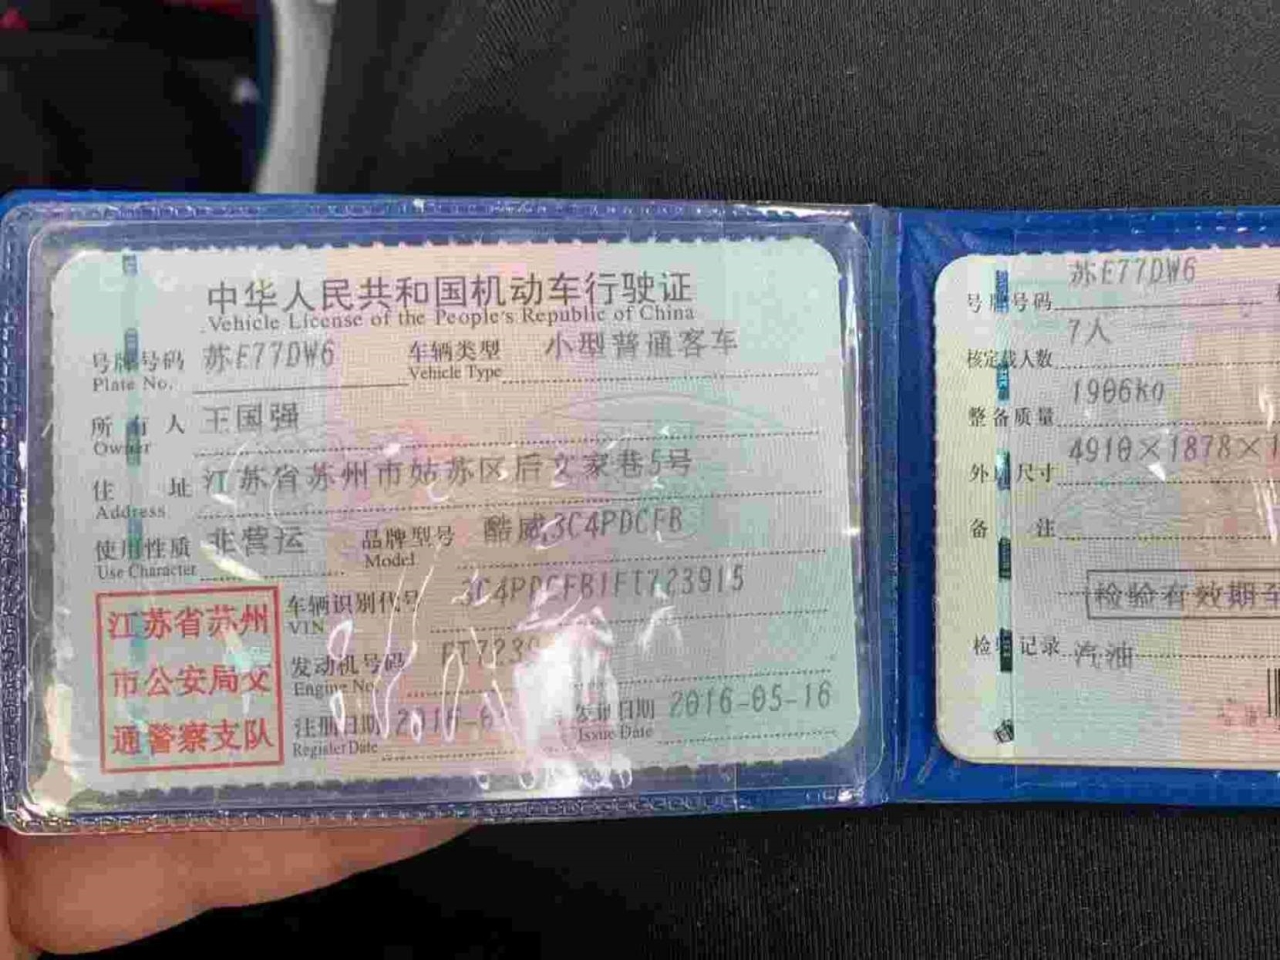 中华人民共和国机动车行驶证
Vehicle License of the People's Republic of China
号牌号码 苏E77DW6 车辆类型 小型普通客车
Plate No. Vehicle Type
所有人 王国强
Owner
住址 江苏省苏州市姑苏区后文家巷5号
Address
使用性质 非营运 品牌型号 酷威3C4PDCFB
Use Character Model
江苏省苏州
市公安局交
通警察支队
车辆识别代号 3C4PDCFB1FT723915
VIN
发动机号码
Engine No.
注册日期 发证日期 2016-05-16
Register Date Issue Date
号牌号码 苏E77DW6
核定载人数 7人
整备质量 1906kg
外廓尺寸 4910×1878×1
备注
检验有效期至
检验记录 汽油